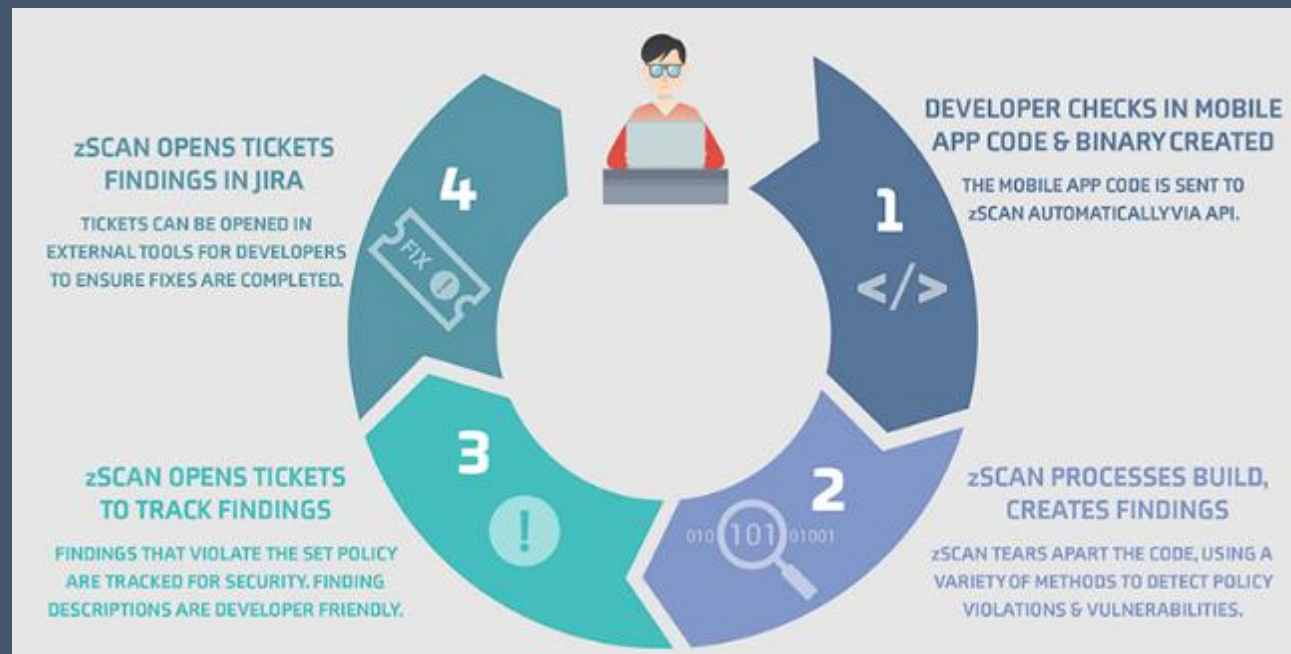 DEVELOPER CHECKS IN MOBILE
APP CODE & BINARY CREATED
THE MOBILE APP CODE IS SENT TO
zSCAN AUTOMATICALLY VIA API.
1
</>
zSCAN PROCESSES BUILD,
CREATES FINDINGS
zSCAN TEARS APART THE CODE, USING A
VARIETY OF METHODS TO DETECT POLICY
VIOLATIONS & VULNERABILITIES.
2
010 101 01001
zSCAN OPENS TICKETS
TO TRACK FINDINGS
FINDINGS THAT VIOLATE THE SET POLICY
ARE TRACKED FOR SECURITY. FINDING
DESCRIPTIONS ARE DEVELOPER FRIENDLY.
3
!
zSCAN OPENS TICKETS
FINDINGS IN JIRA
TICKETS CAN BE OPENED IN
EXTERNAL TOOLS FOR DEVELOPERS
TO ENSURE FIXES ARE COMPLETED.
4
FIX !